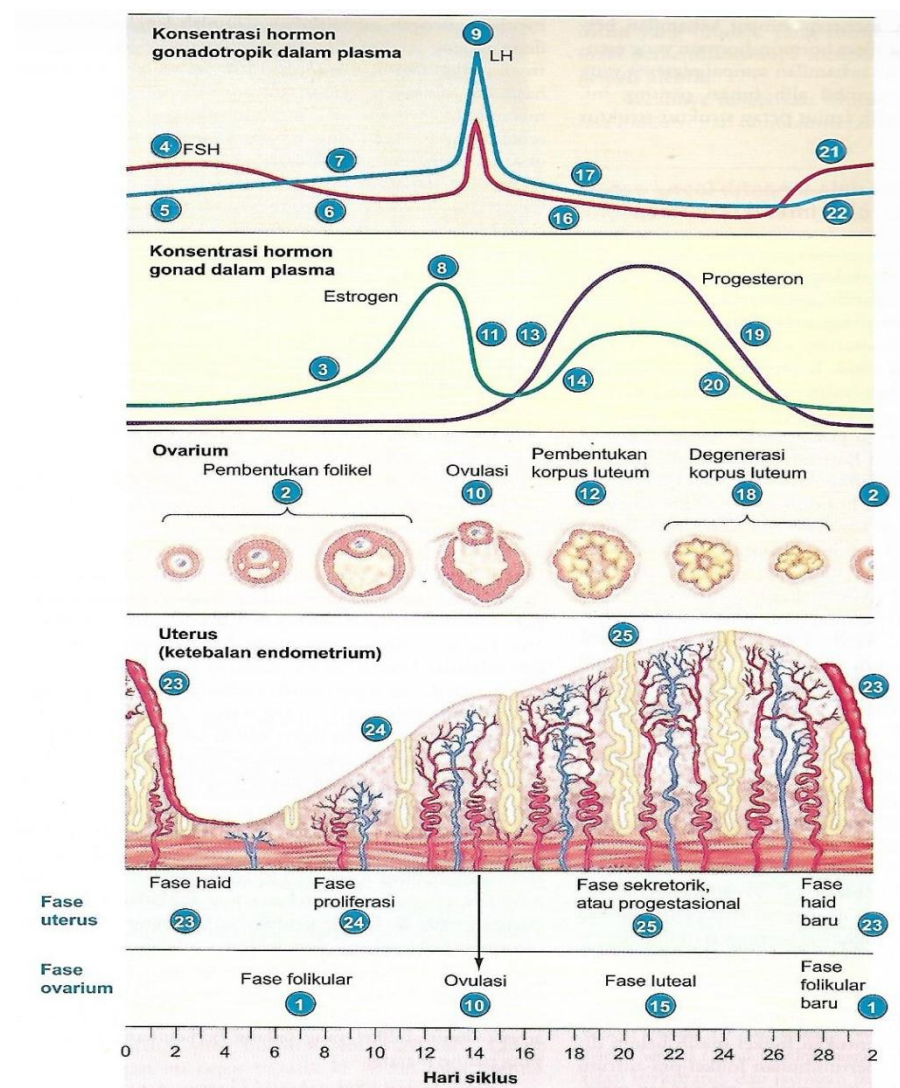 Konsentrasi hormon
gonadotropik dalam plasma
9
LH
4
FSH
7
5
6
17
16
21
22
Konsentrasi hormon
gonad dalam plasma
8
Estrogen
Progesteron
3
11
13
14
19
20
Ovarium
Pembentukan folikel
2
Ovulasi
10
Pembentukan
korpus luteum
12
Degenerasi
korpus luteum
18
2
Uterus
(ketebalan endometrium)
23
24
25
23
Fase
uterus
Fase haid
23
Fase
proliferasi
24
Fase sekretorik,
atau progestasional
25
Fase
haid
baru
23
Fase
ovarium
Fase folikular
1
Ovulasi
10
Fase luteal
15
Fase
folikular
baru
1
0 2 4 6 8 10 12 14 16 18 20 22 24 26 28 2
Hari siklus